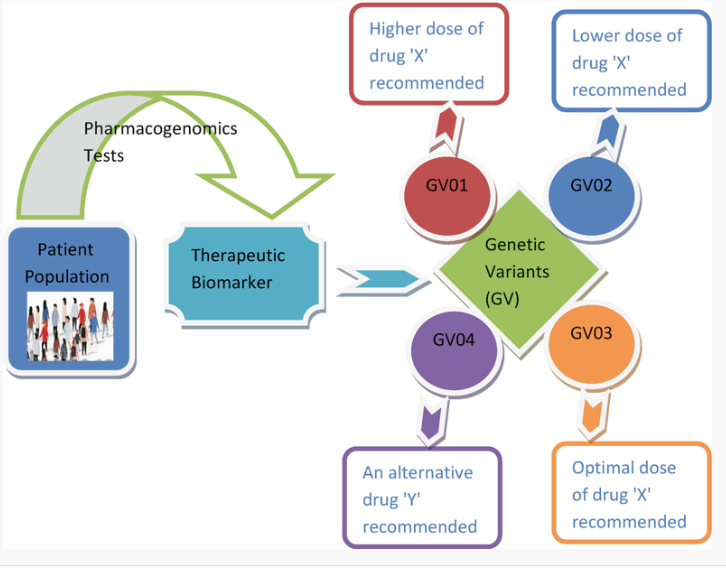 Higher dose of
drug 'X'
recommended
Lower dose of
drug 'X'
recommended
Pharmacogenomics
Tests
GV01
GV02
Patient
Population
Therapeutic
Biomarker
Genetic
Variants
(GV)
GV04
GV03
An alternative
drug 'Y'
recommended
Optimal dose
of drug 'X'
recommended